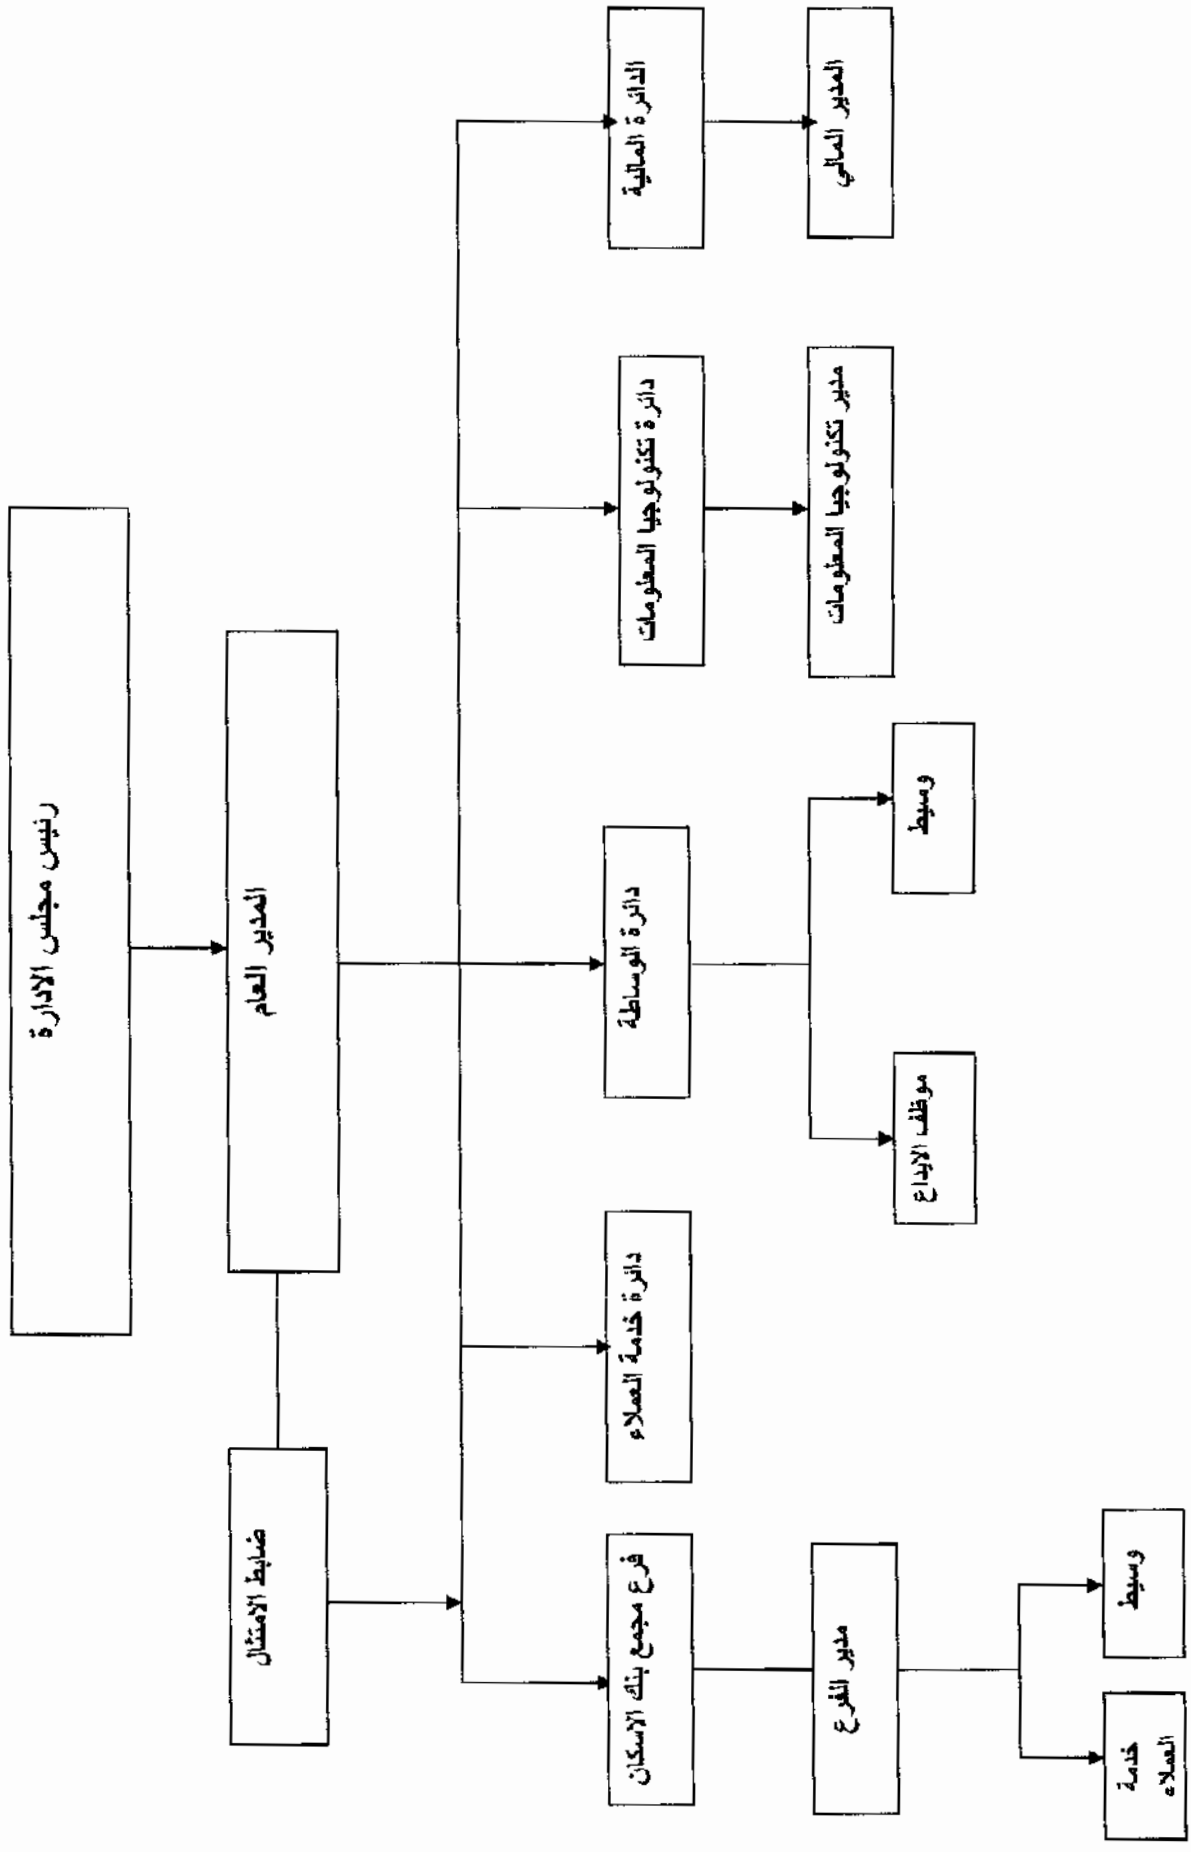 رئيس مجلس الادارة
المدير العام
ضابط الامتثال
الدائرة المالية
دائرة تكنولوجيا المعلومات
دائرة الوساطة
دائرة خدمة العملاء
فرع مجمع بنك الاسكان
المدير المالي
مدير تكنولوجيا المعلومات
وسيط
موظف الايداع
مدير الفرع
وسيط
خدمة
العملاء